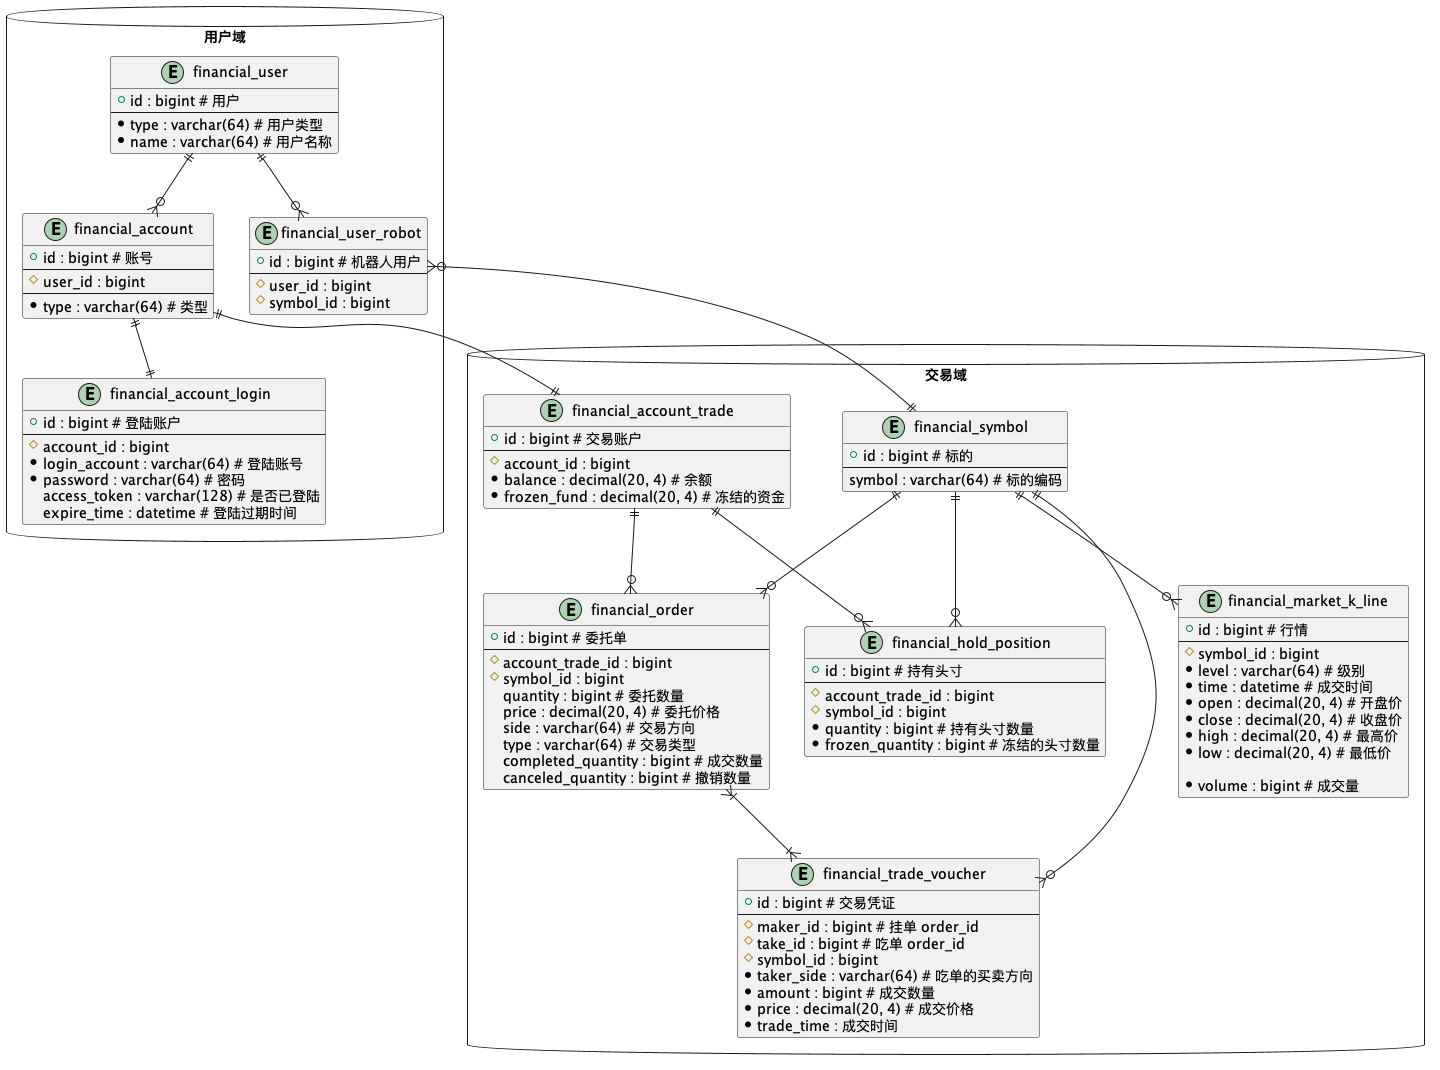 用户域
E financial_user
id : bigint # 用户
type : varchar(64) # 用户类型
name : varchar(64) # 用户名称
E financial_account
id : bigint # 账号
user_id : bigint
type : varchar(64) # 类型
E financial_user_robot
id : bigint # 机器人用户
user_id : bigint
symbol_id : bigint
E financial_account_login
id : bigint # 登陆账户
account_id : bigint
login_account : varchar(64) # 登陆账号
password : varchar(64) # 密码
access_token : varchar(128) # 是否已登陆
expire_time : datetime # 登陆过期时间
交易域
E financial_account_trade
id : bigint # 交易账户
account_id : bigint
balance : decimal(20, 4) # 余额
frozen_fund : decimal(20, 4) # 冻结的资金
E financial_symbol
id : bigint # 标的
symbol : varchar(64) # 标的编码
E financial_order
id : bigint # 委托单
account_trade_id : bigint
symbol_id : bigint
quantity : bigint # 委托数量
price : decimal(20, 4) # 委托价格
side : varchar(64) # 交易方向
type : varchar(64) # 交易类型
completed_quantity : bigint # 成交数量
canceled_quantity : bigint # 撤销数量
E financial_hold_position
id : bigint # 持有头寸
account_trade_id : bigint
symbol_id : bigint
quantity : bigint # 持有头寸数量
frozen_quantity : bigint # 冻结的头寸数量
E financial_market_k_line
id : bigint # 行情
symbol_id : bigint
level : varchar(64) # 级别
time : datetime # 成交时间
open : decimal(20, 4) # 开盘价
close : decimal(20, 4) # 收盘价
high : decimal(20, 4) # 最高价
low : decimal(20, 4) # 最低价
volume : bigint # 成交量
E financial_trade_voucher
id : bigint # 交易凭证
maker_id : bigint # 挂单 order_id
take_id : bigint # 吃单 order_id
symbol_id : bigint
taker_side : varchar(64) # 吃单的买卖方向
amount : bigint # 成交数量
price : decimal(20, 4) # 成交价格
trade_time : 成交时间